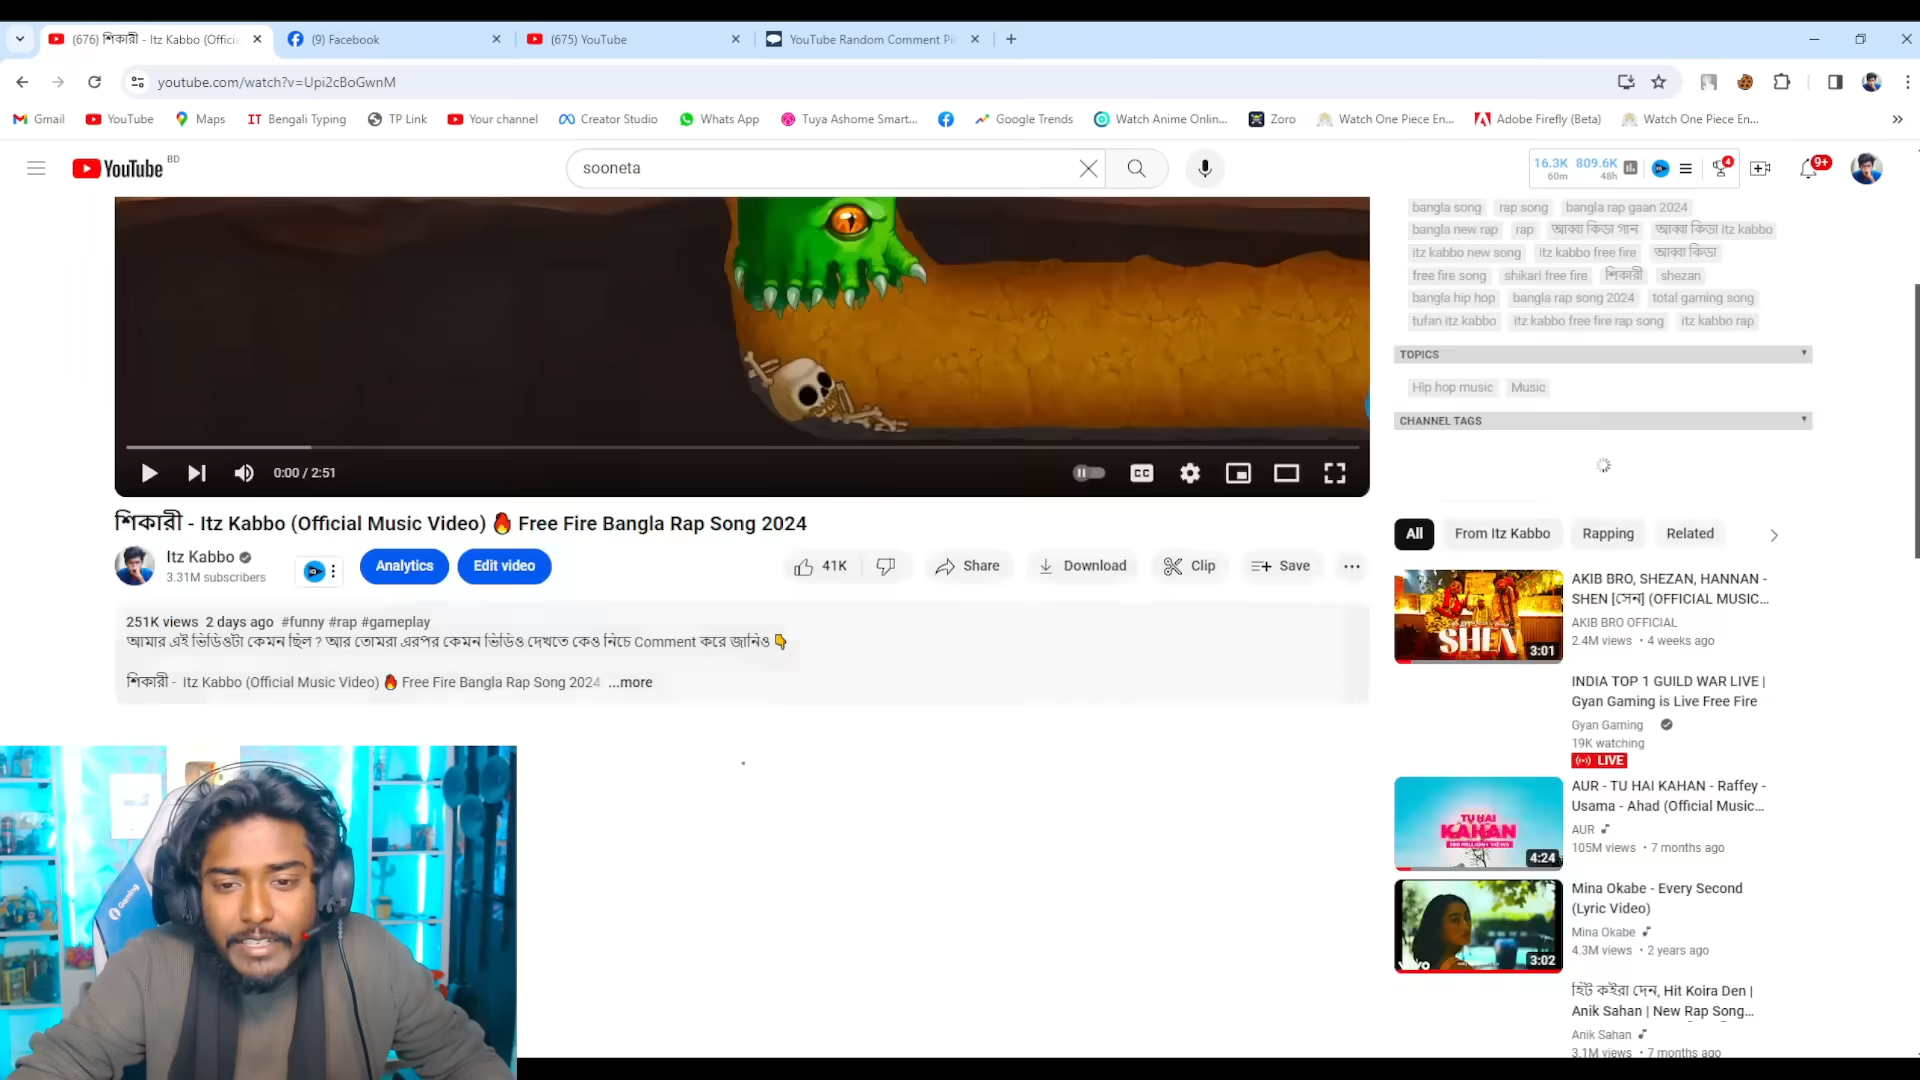 (676) শিকারী - Itz Kabbo (Offici
(9) Facebook
(675) YouTube
YouTube Random Comment Pi
youtube.com/watch?v=Upi2cBoGwnM
Gmail
YouTube
Maps
IT Bengali Typing
TP Link
Your channel
Creator Studio
Whats App
Tuya Ashome Smart...
Google Trends
Watch Anime Onlin...
Zoro
Watch One Piece En...
Adobe Firefly (Beta)
Watch One Piece En...
YouTube BD
sooneta
16.3K 809.6K
60m 48h
4
9+
bangla song rap song bangla rap gaan 2024
bangla new rap rap আব্বা কিডা গান আব্বা কিডা itz kabbo
itz kabbo new song itz kabbo free fire আব্বা কিডা
free fire song shikari free fire শিকারী shezan
bangla hip hop bangla rap song 2024 total gaming song
tufan itz kabbo itz kabbo free fire rap song itz kabbo rap
TOPICS
Hip hop music Music
CHANNEL TAGS
0:00 / 2:51
CC
শিকারী - Itz Kabbo (Official Music Video) 🔥 Free Fire Bangla Rap Song 2024
Itz Kabbo
3.31M subscribers
Analytics
Edit video
41K
Share
Download
Clip
Save
251K views 2 days ago #funny #rap #gameplay
আমার এই ভিডিওটা কেমন ছিল ? আর তোমরা এরপর কেমন ভিডিও দেখতে কেও নিচে Comment করে জানিও 👇
শিকারী - Itz Kabbo (Official Music Video) 🔥 Free Fire Bangla Rap Song 2024 ...more
All
From Itz Kabbo
Rapping
Related
SHEN
3:01
AKIB BRO, SHEZAN, HANNAN -
SHEN [সেন] (OFFICIAL MUSIC...
AKIB BRO OFFICIAL
2.4M views • 4 weeks ago
INDIA TOP 1 GUILD WAR LIVE |
Gyan Gaming is Live Free Fire
Gyan Gaming
19K watching
LIVE
TU HAI
KAHAN
4:24
AUR - TU HAI KAHAN - Raffey -
Usama - Ahad (Official Music...
AUR
105M views • 7 months ago
vevo
3:02
Mina Okabe - Every Second
(Lyric Video)
Mina Okabe
4.3M views • 2 years ago
হিট কইরা দেন, Hit Koira Den |
Anik Sahan | New Rap Song...
Anik Sahan
3.1M views • 7 months ago
Gaming